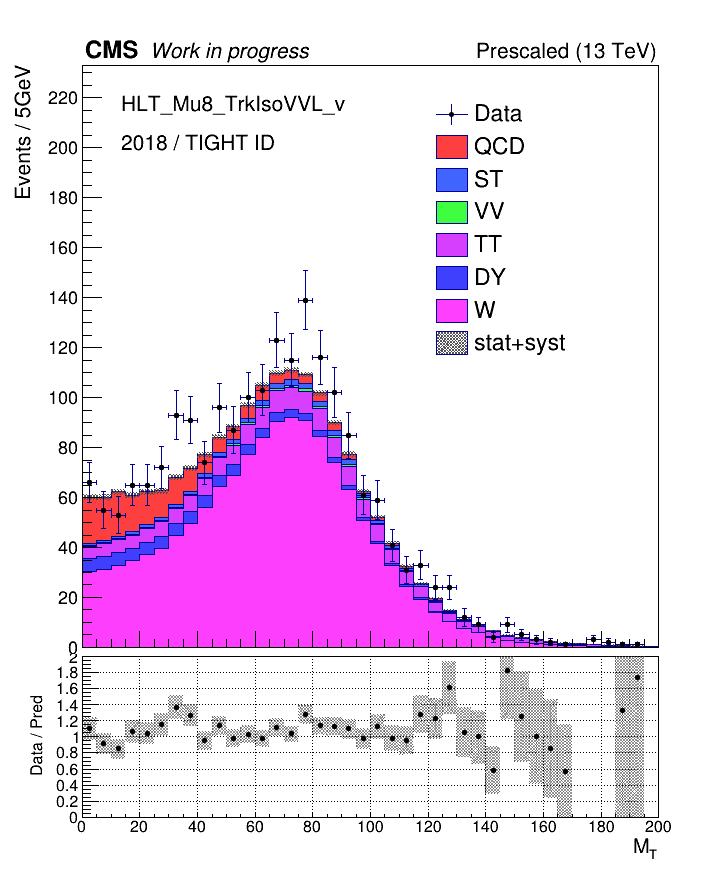 CMS Work in progress Prescaled (13 TeV)
Events / 5GeV
220
200
180
160
140
120
100
80
60
40
20
0
HLT_Mu8_TrkIsoVVL_v
2018 / TIGHT ID
Data
QCD
ST
VV
TT
DY
W
stat+syst
Data / Pred
2
1.8
1.6
1.4
1.2
1
0.8
0.6
0.4
0.2
0
0 20 40 60 80 100 120 140 160 180 200
M_T